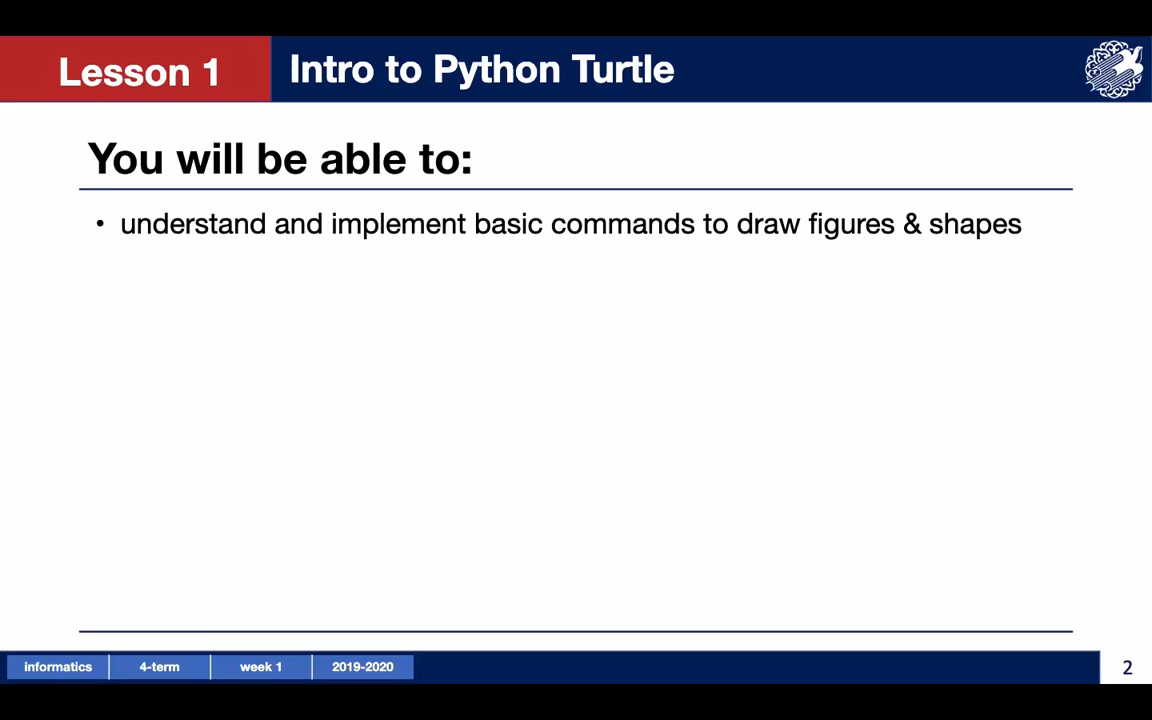 Lesson 1
Intro to Python Turtle
You will be able to:
• understand and implement basic commands to draw figures & shapes
informatics
4-term
week 1
2019-2020
2